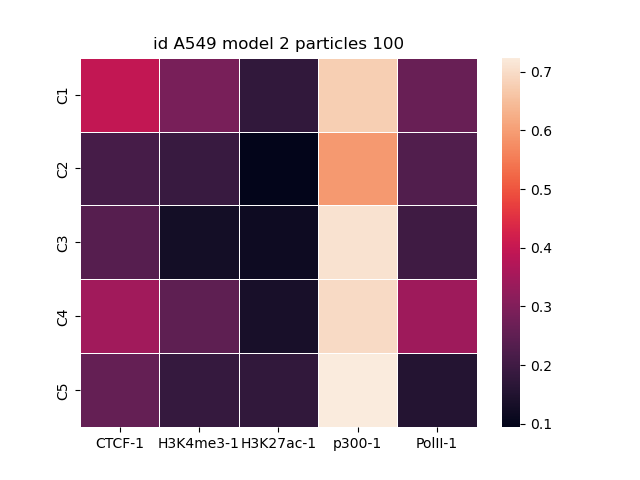 id A549 model 2 particles 100
C1
C2
C3
C4
C5
CTCF-1 H3K4me3-1 H3K27ac-1 p300-1 PolII-1
0.7
0.6
0.5
0.4
0.3
0.2
0.1